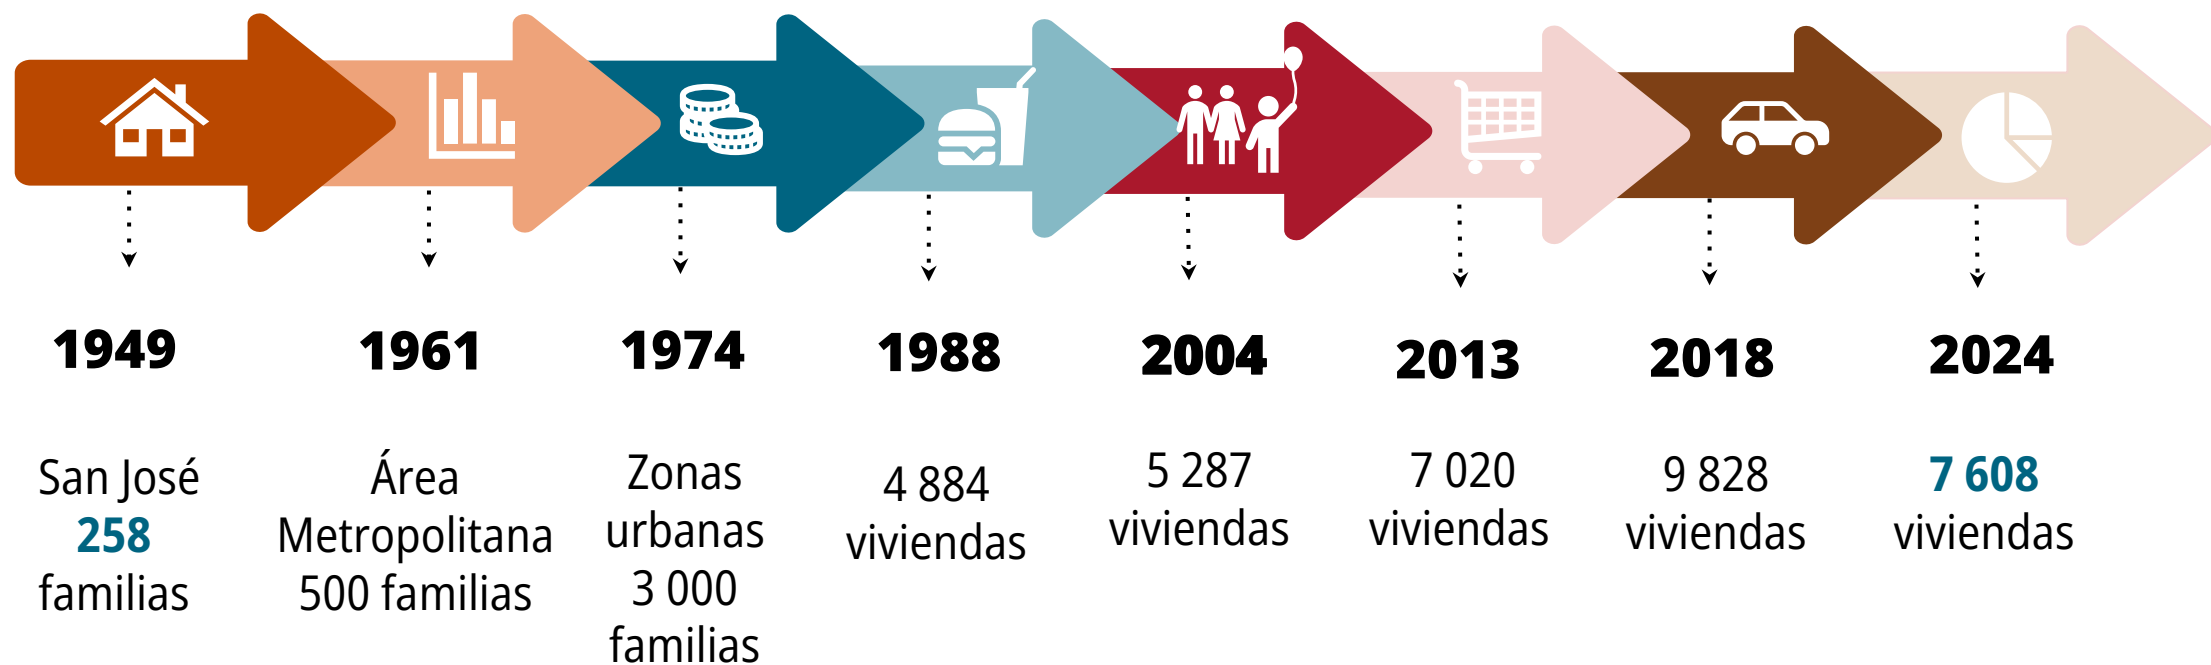 1949
San José
258
familias
1961
Área
Metropolitana
500 familias
1974
Zonas
urbanas
3 000
familias
1988
4 884
viviendas
2004
5 287
viviendas
2013
7 020
viviendas
2018
9 828
viviendas
2024
7 608
viviendas